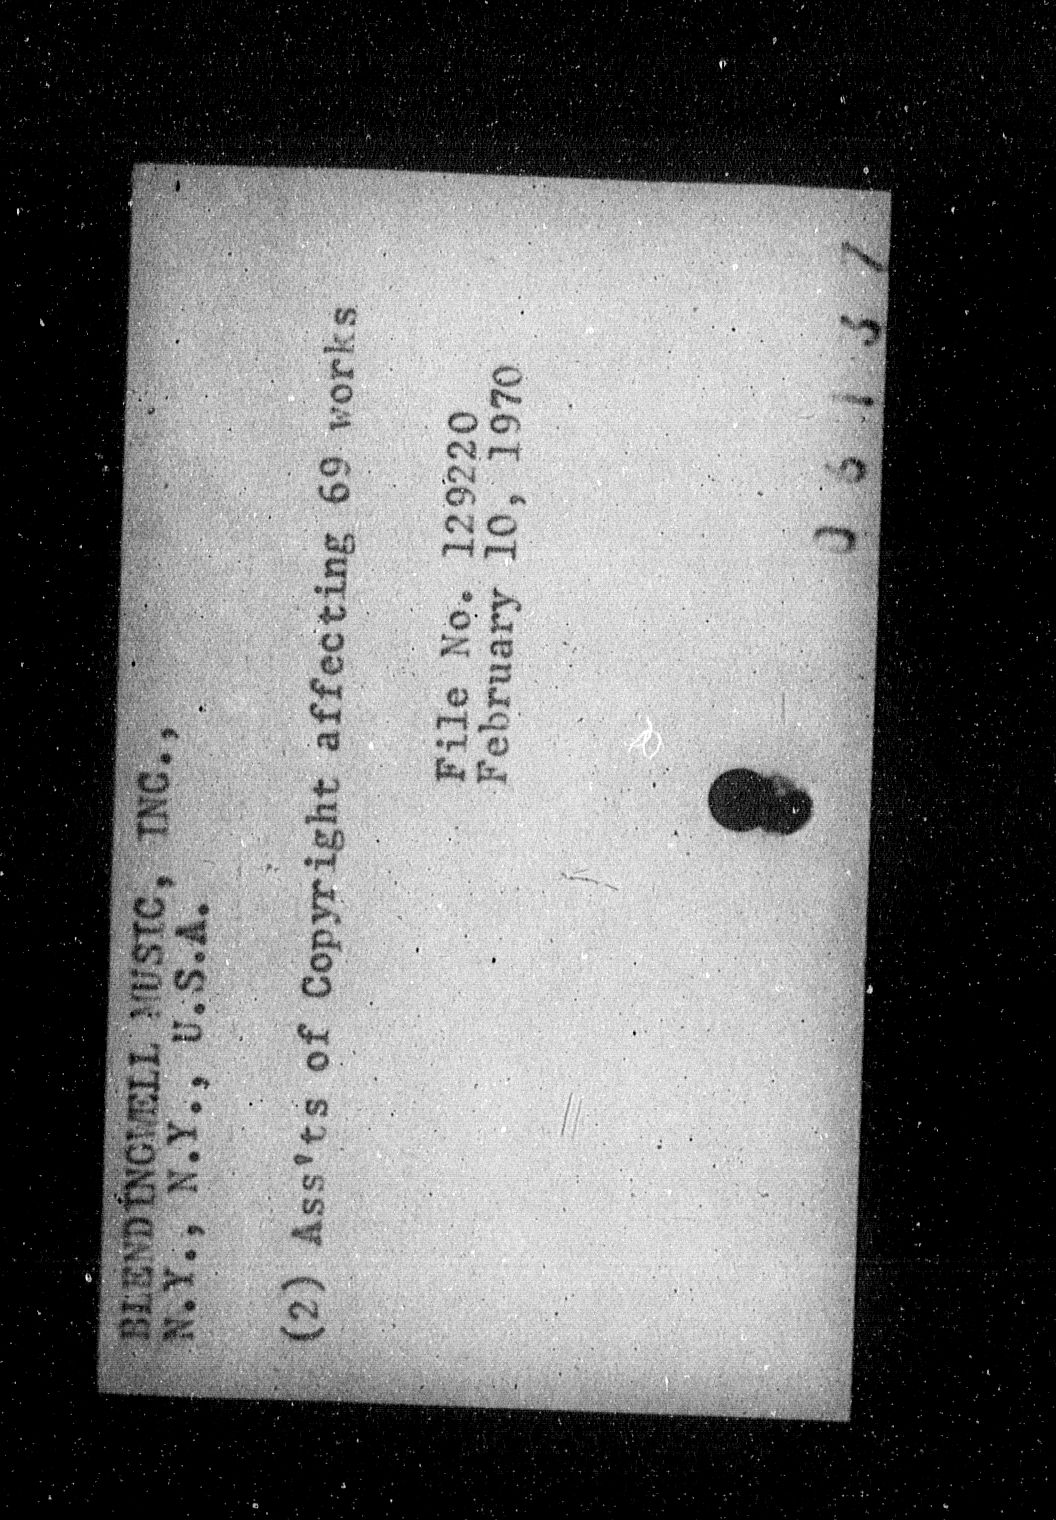 BLENDINGWELL MUSIC, INC.,
N.Y., N.Y., U.S.A.
(2) Ass'ts of Copyright affecting 69 works
File No. 129220
February 10, 1970